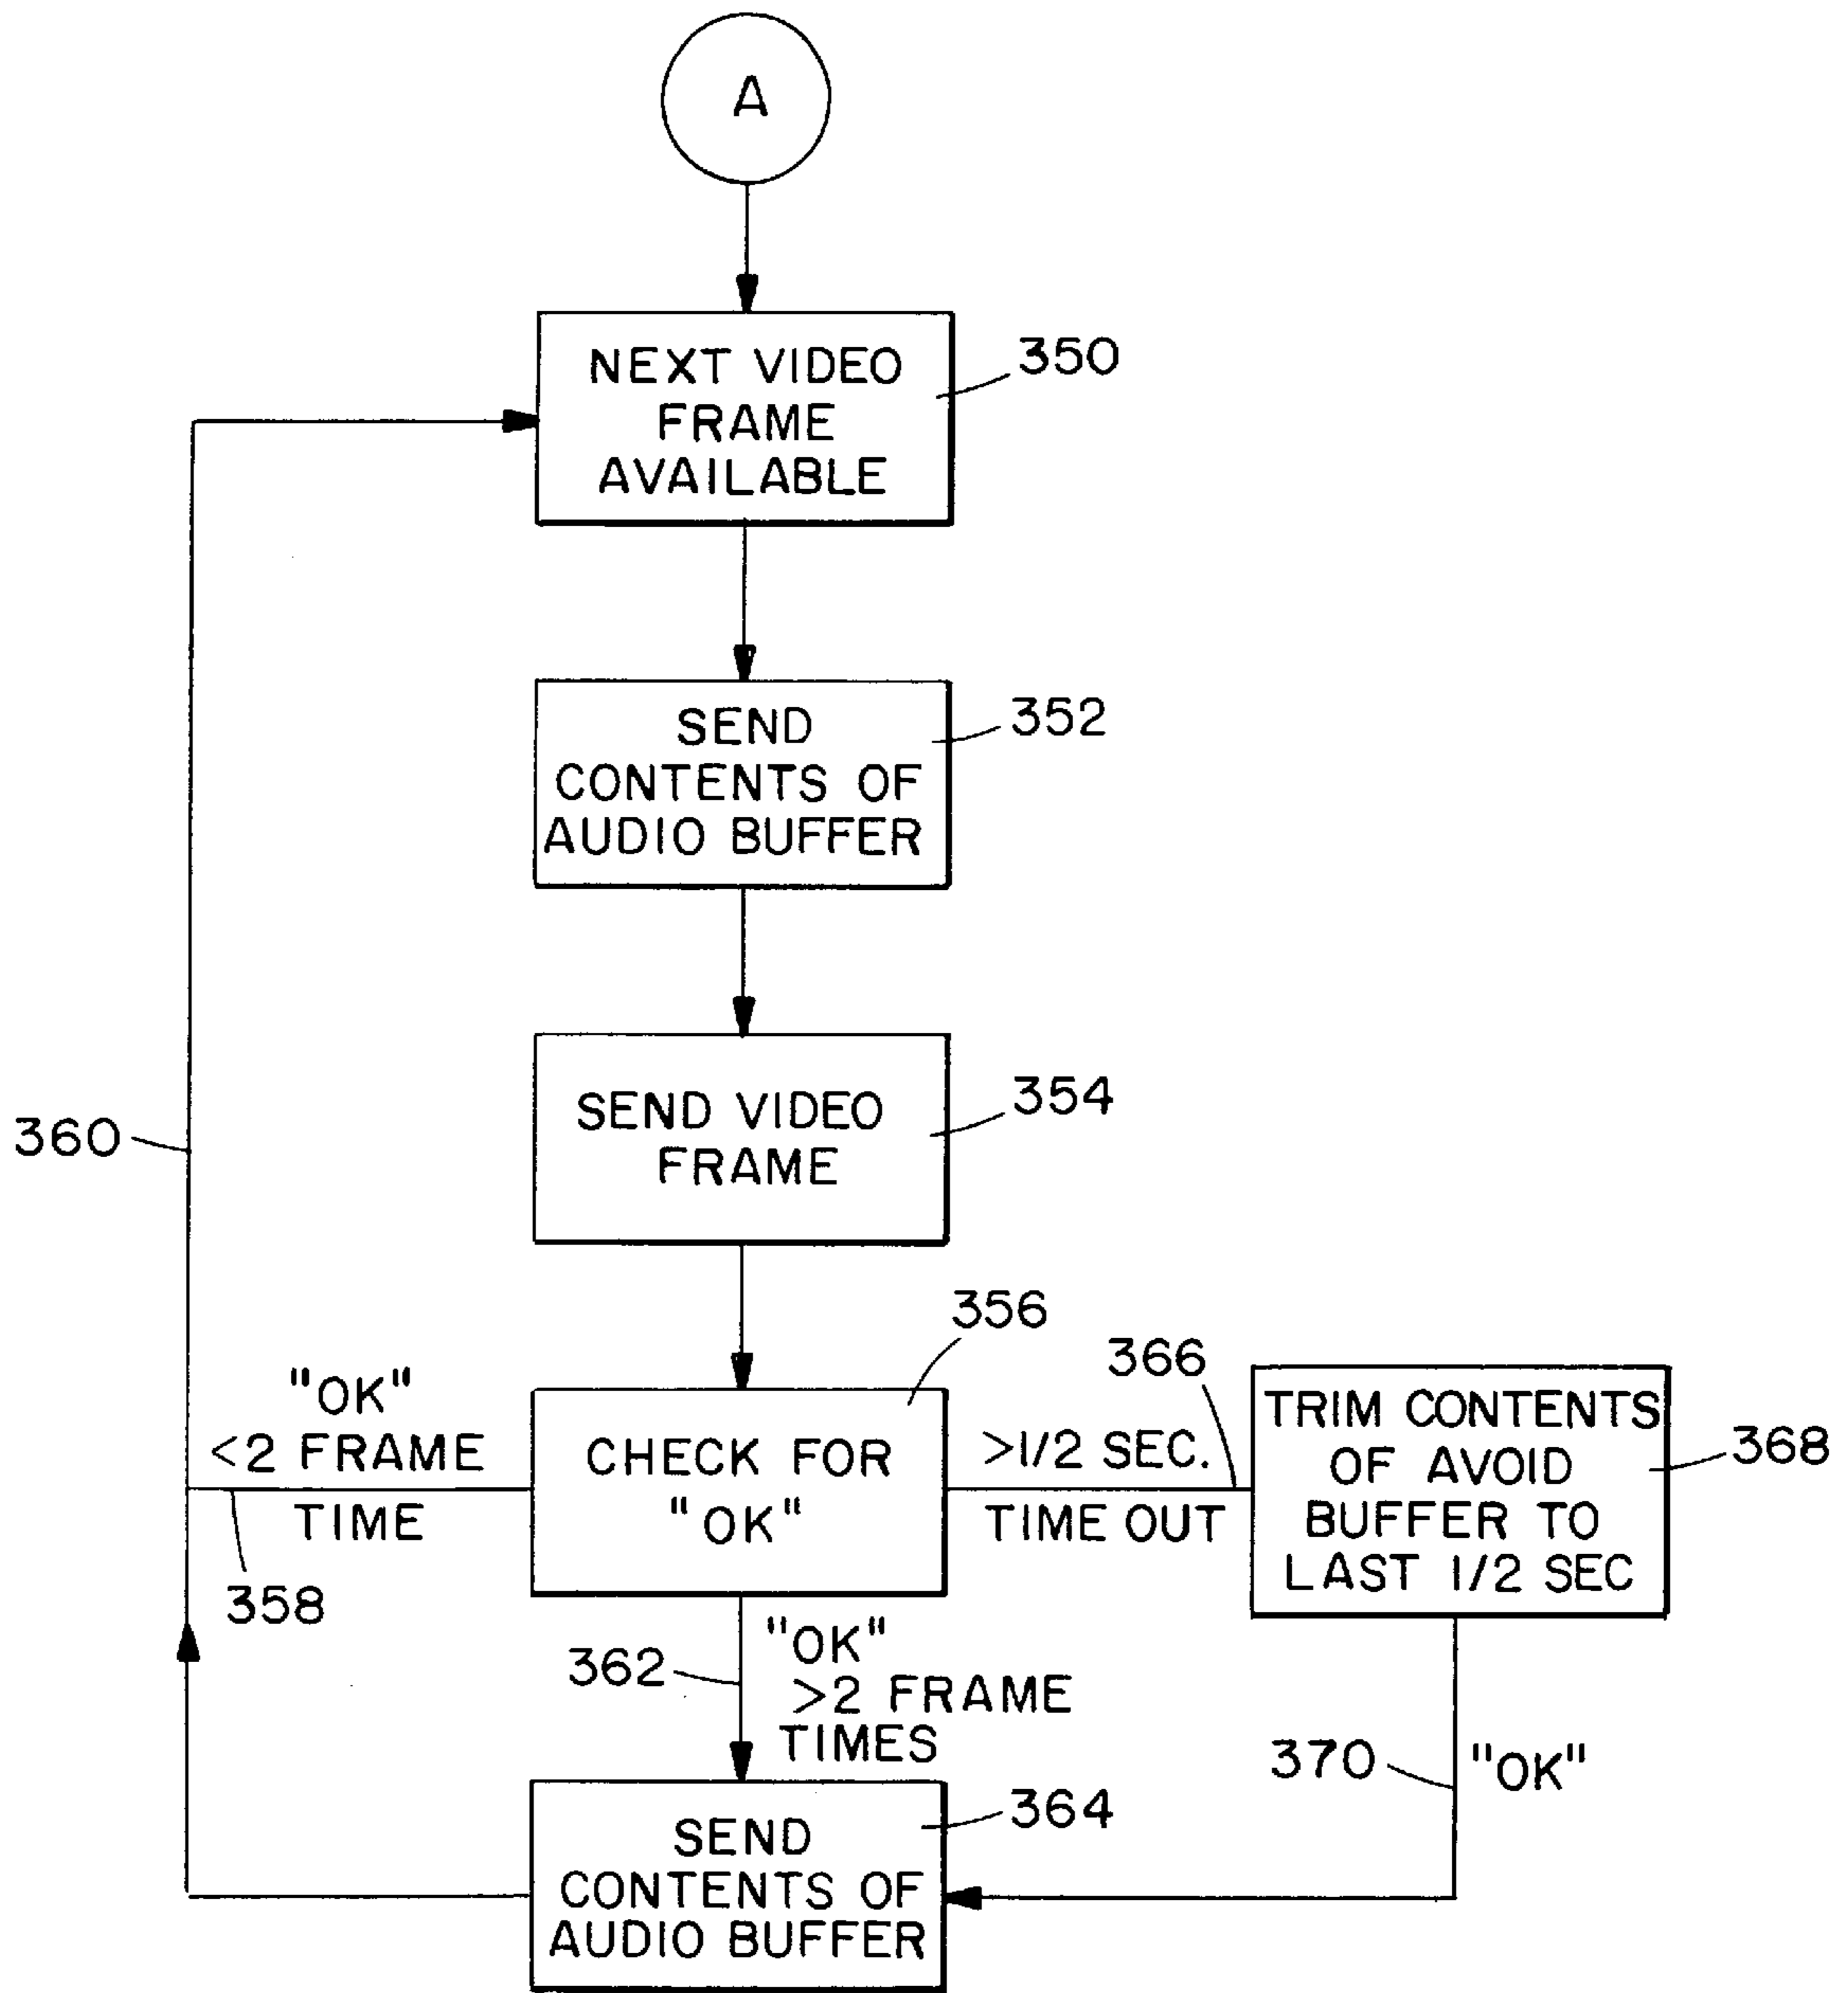 A
NEXT VIDEO
FRAME
AVAILABLE
350
SEND
CONTENTS OF
AUDIO BUFFER
352
SEND VIDEO
FRAME
354
360
356
CHECK FOR
"OK"
"OK"
<2 FRAME
TIME
358
366
>1/2 SEC.
TIME OUT
TRIM CONTENTS
OF AVOID
BUFFER TO
LAST 1/2 SEC
368
362
"OK"
>2 FRAME
TIMES
370
"OK"
SEND
CONTENTS OF
AUDIO BUFFER
364